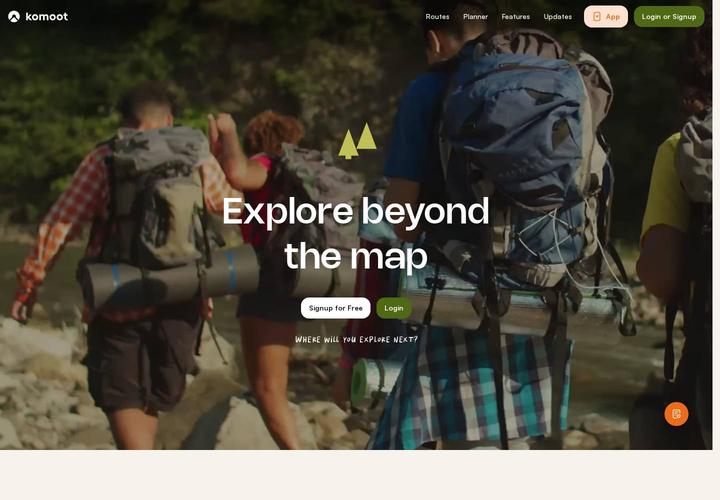 komoot
Routes Planner Features Updates App Login or Signup
Explore beyond
the map
Signup for Free Login
WHERE WILL YOU EXPLORE NEXT?